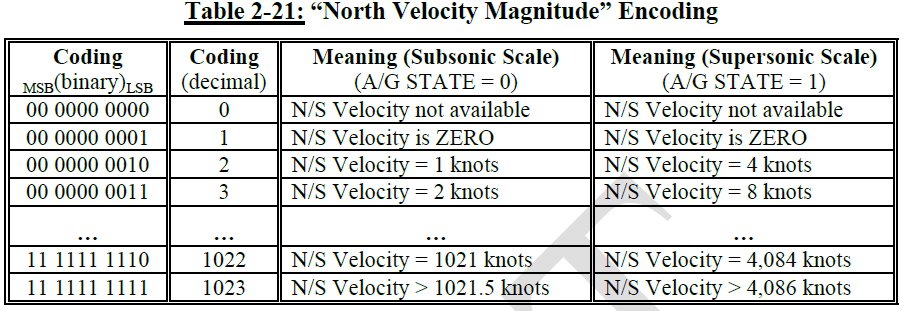 Table 2-21: “North Velocity Magnitude” Encoding
Coding Coding Meaning (Subsonic Scale) Meaning (Supersonic Scale)
MSB(binary)LSB (decimal) (A/G STATE = 0) (A/G STATE = 1)
00 0000 0000 0 N/S Velocity not available N/S Velocity not available
00 0000 0001 1 N/S Velocity is ZERO N/S Velocity is ZERO
00 0000 0010 2 N/S Velocity = 1 knots N/S Velocity = 4 knots
00 0000 0011 3 N/S Velocity = 2 knots N/S Velocity = 8 knots
... ... ... ...
11 1111 1110 1022 N/S Velocity = 1021 knots N/S Velocity = 4,084 knots
11 1111 1111 1023 N/S Velocity > 1021.5 knots N/S Velocity > 4,086 knots